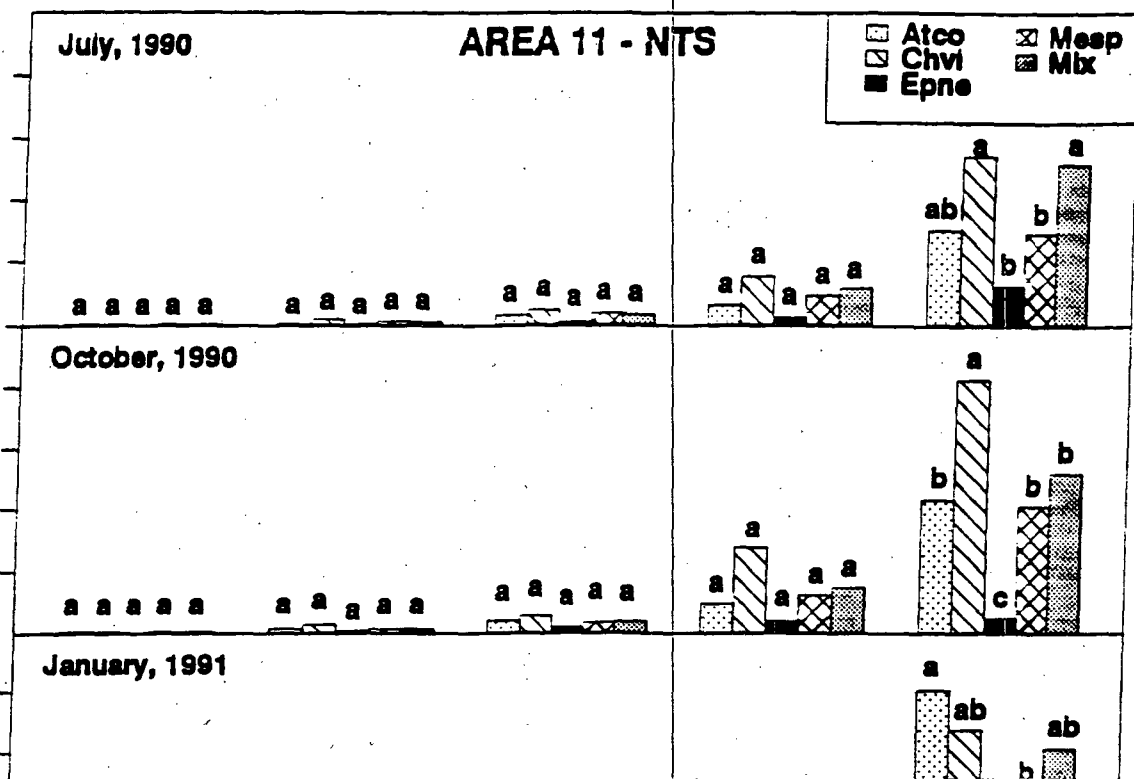 July, 1990
AREA 11 - NTS
Atco
Mesp
Chvi
Mix
Epne
a a a a a
a a a a a
a a a a a
a a a a a
ab a b b a
October, 1990
a a a a a
a a a a a
a a a a a
a a a a a
b a c b b
January, 1991
a ab b ab